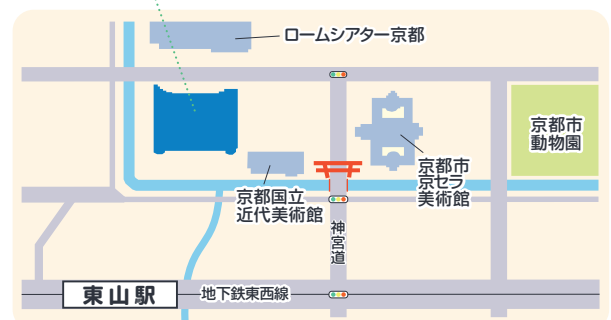 ロームシアター京都
京都市
動物園
京都市
京セラ
美術館
京都国立
近代美術館
神宮道
東山駅
地下鉄東西線